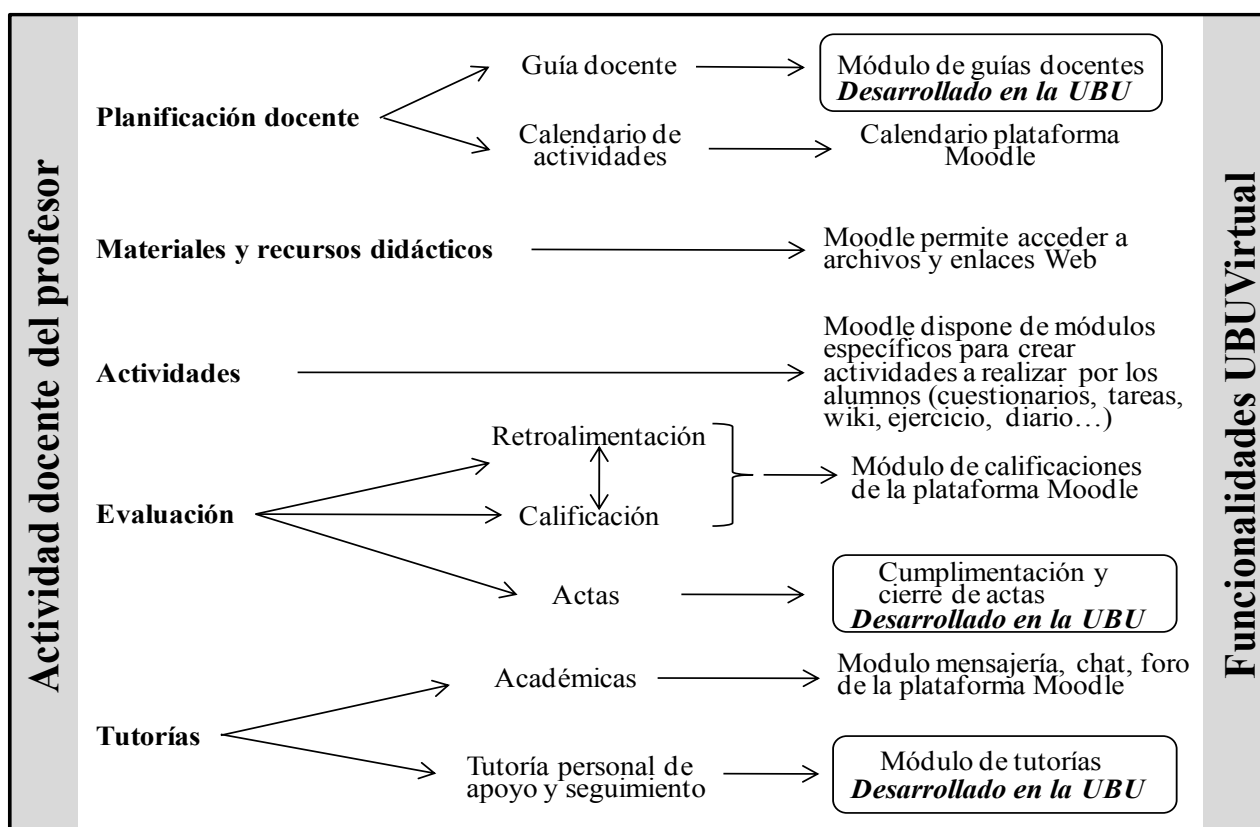 Actividad docente del profesor
Planificación docente
Guía docente
Módulo de guías docentes
Desarrollado en la UBU
Calendario de
actividades
Calendario plataforma
Moodle
Materiales y recursos didácticos
Moodle permite acceder a
archivos y enlaces Web
Actividades
Moodle dispone de módulos
específicos para crear
actividades a realizar por los
alumnos (cuestionarios, tareas,
wiki, ejercicio, diario…)
Evaluación
Retroalimentación
Calificación
Módulo de calificaciones
de la plataforma Moodle
Actas
Cumplimentación y
cierre de actas
Desarrollado en la UBU
Tutorías
Académicas
Modulo mensajería, chat, foro
de la plataforma Moodle
Tutoría personal de
apoyo y seguimiento
Módulo de tutorías
Desarrollado en la UBU
Funcionalidades UBUVirtual